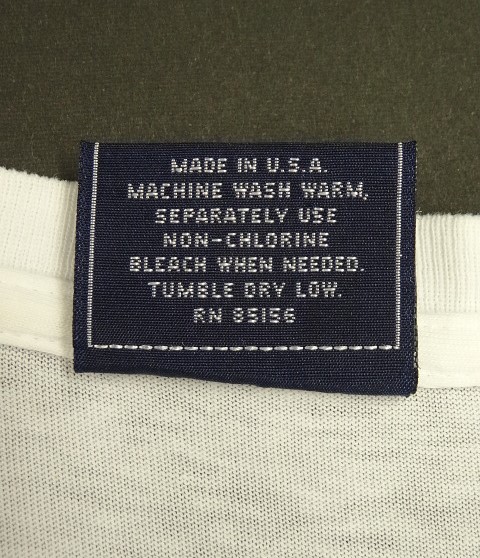 MADE IN U.S.A.
MACHINE WASH WARM,
SEPARATELY USE
NON-CHLORINE
BLEACH WHEN NEEDED.
TUMBLE DRY LOW.
RN 85156